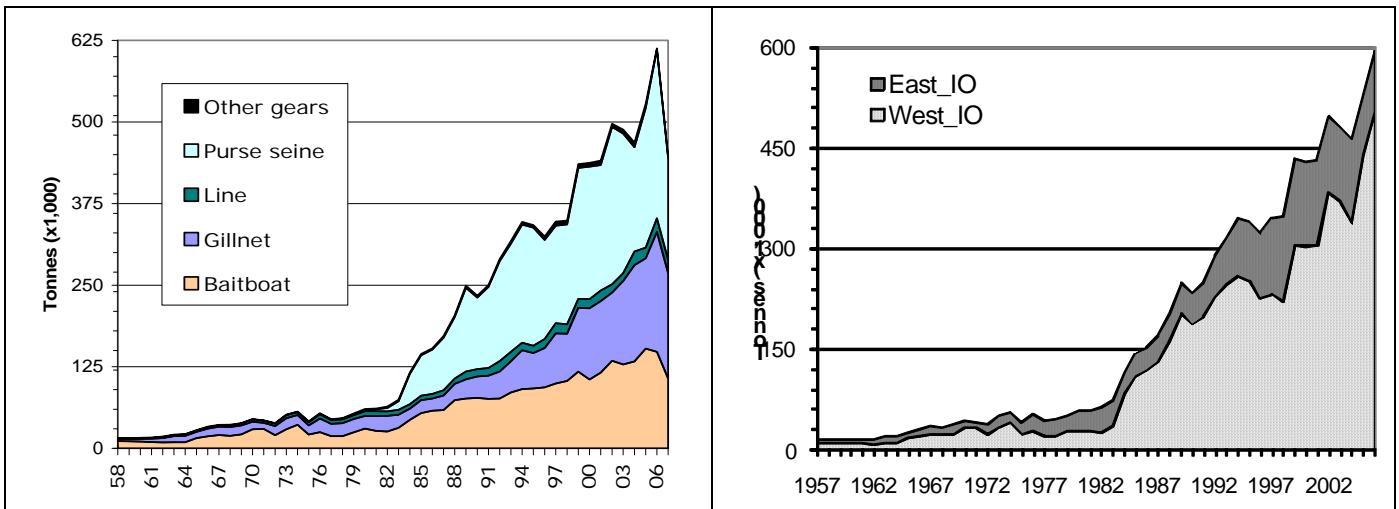 Tonnes (x1,000)
625
500
375
250
125
0
Other gears
Purse seine
Line
Gillnet
Baitboat
58 61 64 67 70 73 76 79 82 85 88 91 94 97 00 03 06
Tonnes (x1000)
600
450
300
150
0
East_IO
West_IO
1957 1962 1967 1972 1977 1982 1987 1992 1997 2002